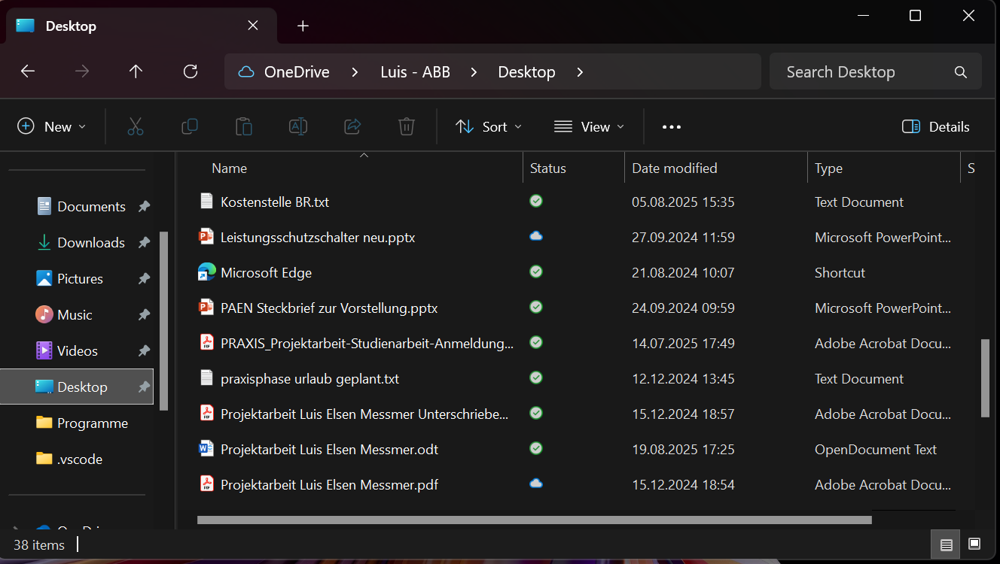 Desktop
OneDrive > Luis - ABB > Desktop >
Search Desktop
New
Sort
View
Details
Name Status Date modified Type S
Documents
Downloads
Pictures
Music
Videos
Desktop
Programme
.vscode
Kostenstelle BR.txt 05.08.2025 15:35 Text Document
Leistungsschutzschalter neu.pptx 27.09.2024 11:59 Microsoft PowerPoint...
Microsoft Edge 21.08.2024 10:07 Shortcut
PAEN Steckbrief zur Vorstellung.pptx 24.09.2024 09:59 Microsoft PowerPoint...
PRAXIS_Projektarbeit-Studienarbeit-Anmeldung... 14.07.2025 17:49 Adobe Acrobat Docu...
praxisphase urlaub geplant.txt 12.12.2024 13:45 Text Document
Projektarbeit Luis Elsen Messmer Unterschriebe... 15.12.2024 18:57 Adobe Acrobat Docu...
Projektarbeit Luis Elsen Messmer.odt 19.08.2025 17:25 OpenDocument Text
Projektarbeit Luis Elsen Messmer.pdf 15.12.2024 18:54 Adobe Acrobat Docu...
38 items